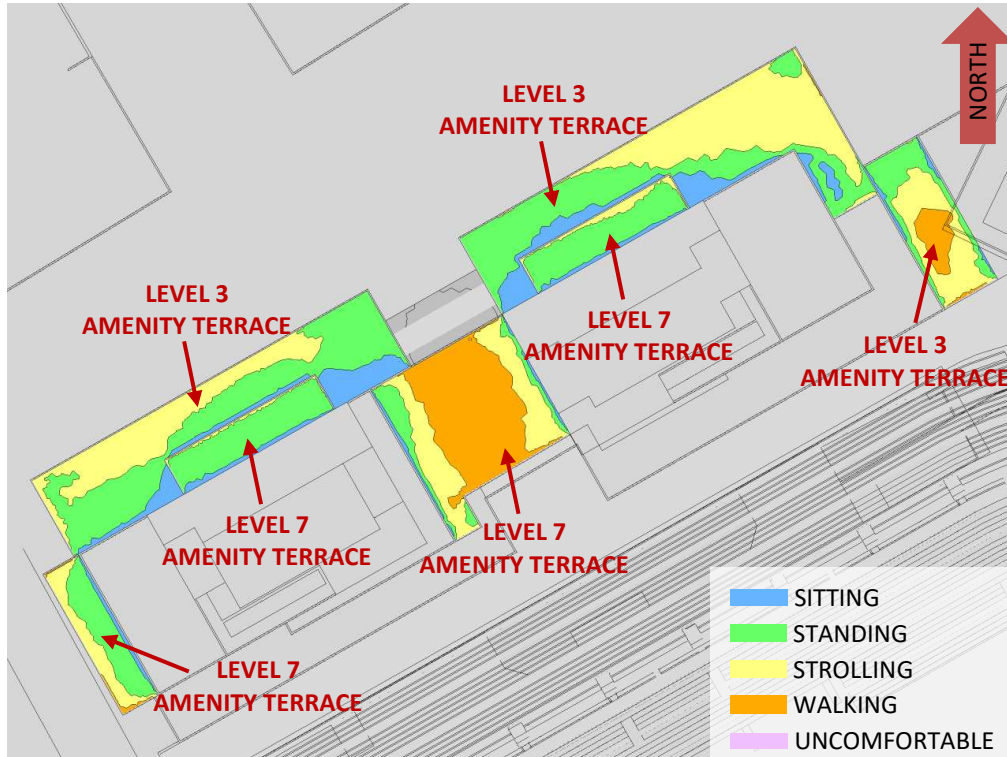 NORTH
LEVEL 3
AMENITY TERRACE
LEVEL 3
AMENITY TERRACE
LEVEL 7
AMENITY TERRACE
LEVEL 3
AMENITY TERRACE
LEVEL 7
AMENITY TERRACE
LEVEL 7
AMENITY TERRACE
LEVEL 7
AMENITY TERRACE
SITTING
STANDING
STROLLING
WALKING
UNCOMFORTABLE